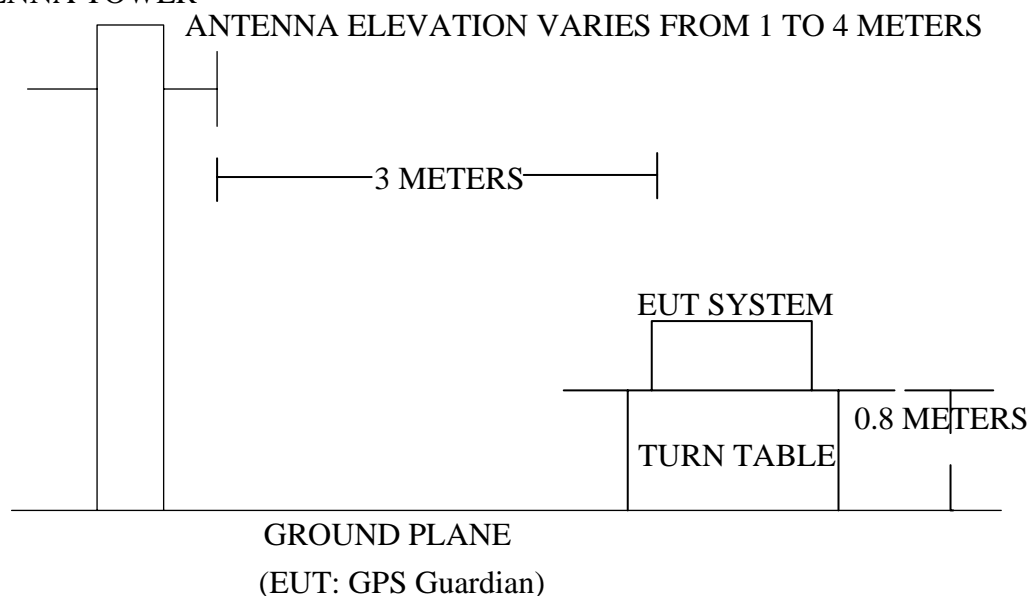 TOWER
ANTENNA ELEVATION VARIES FROM 1 TO 4 METERS
3 METERS
EUT SYSTEM
0.8 METERS
TURN TABLE
GROUND PLANE
(EUT: GPS Guardian)